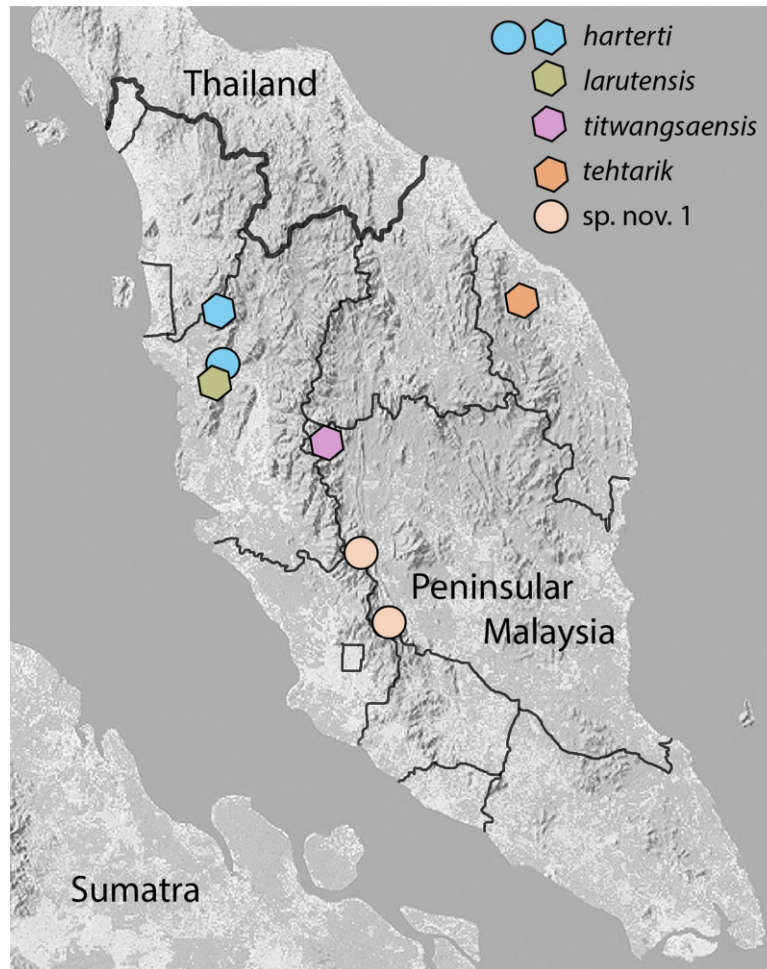 Thailand
harterti
larutensis
titwangsaensis
tehtarik
sp. nov. 1
Peninsular
Malaysia
Sumatra